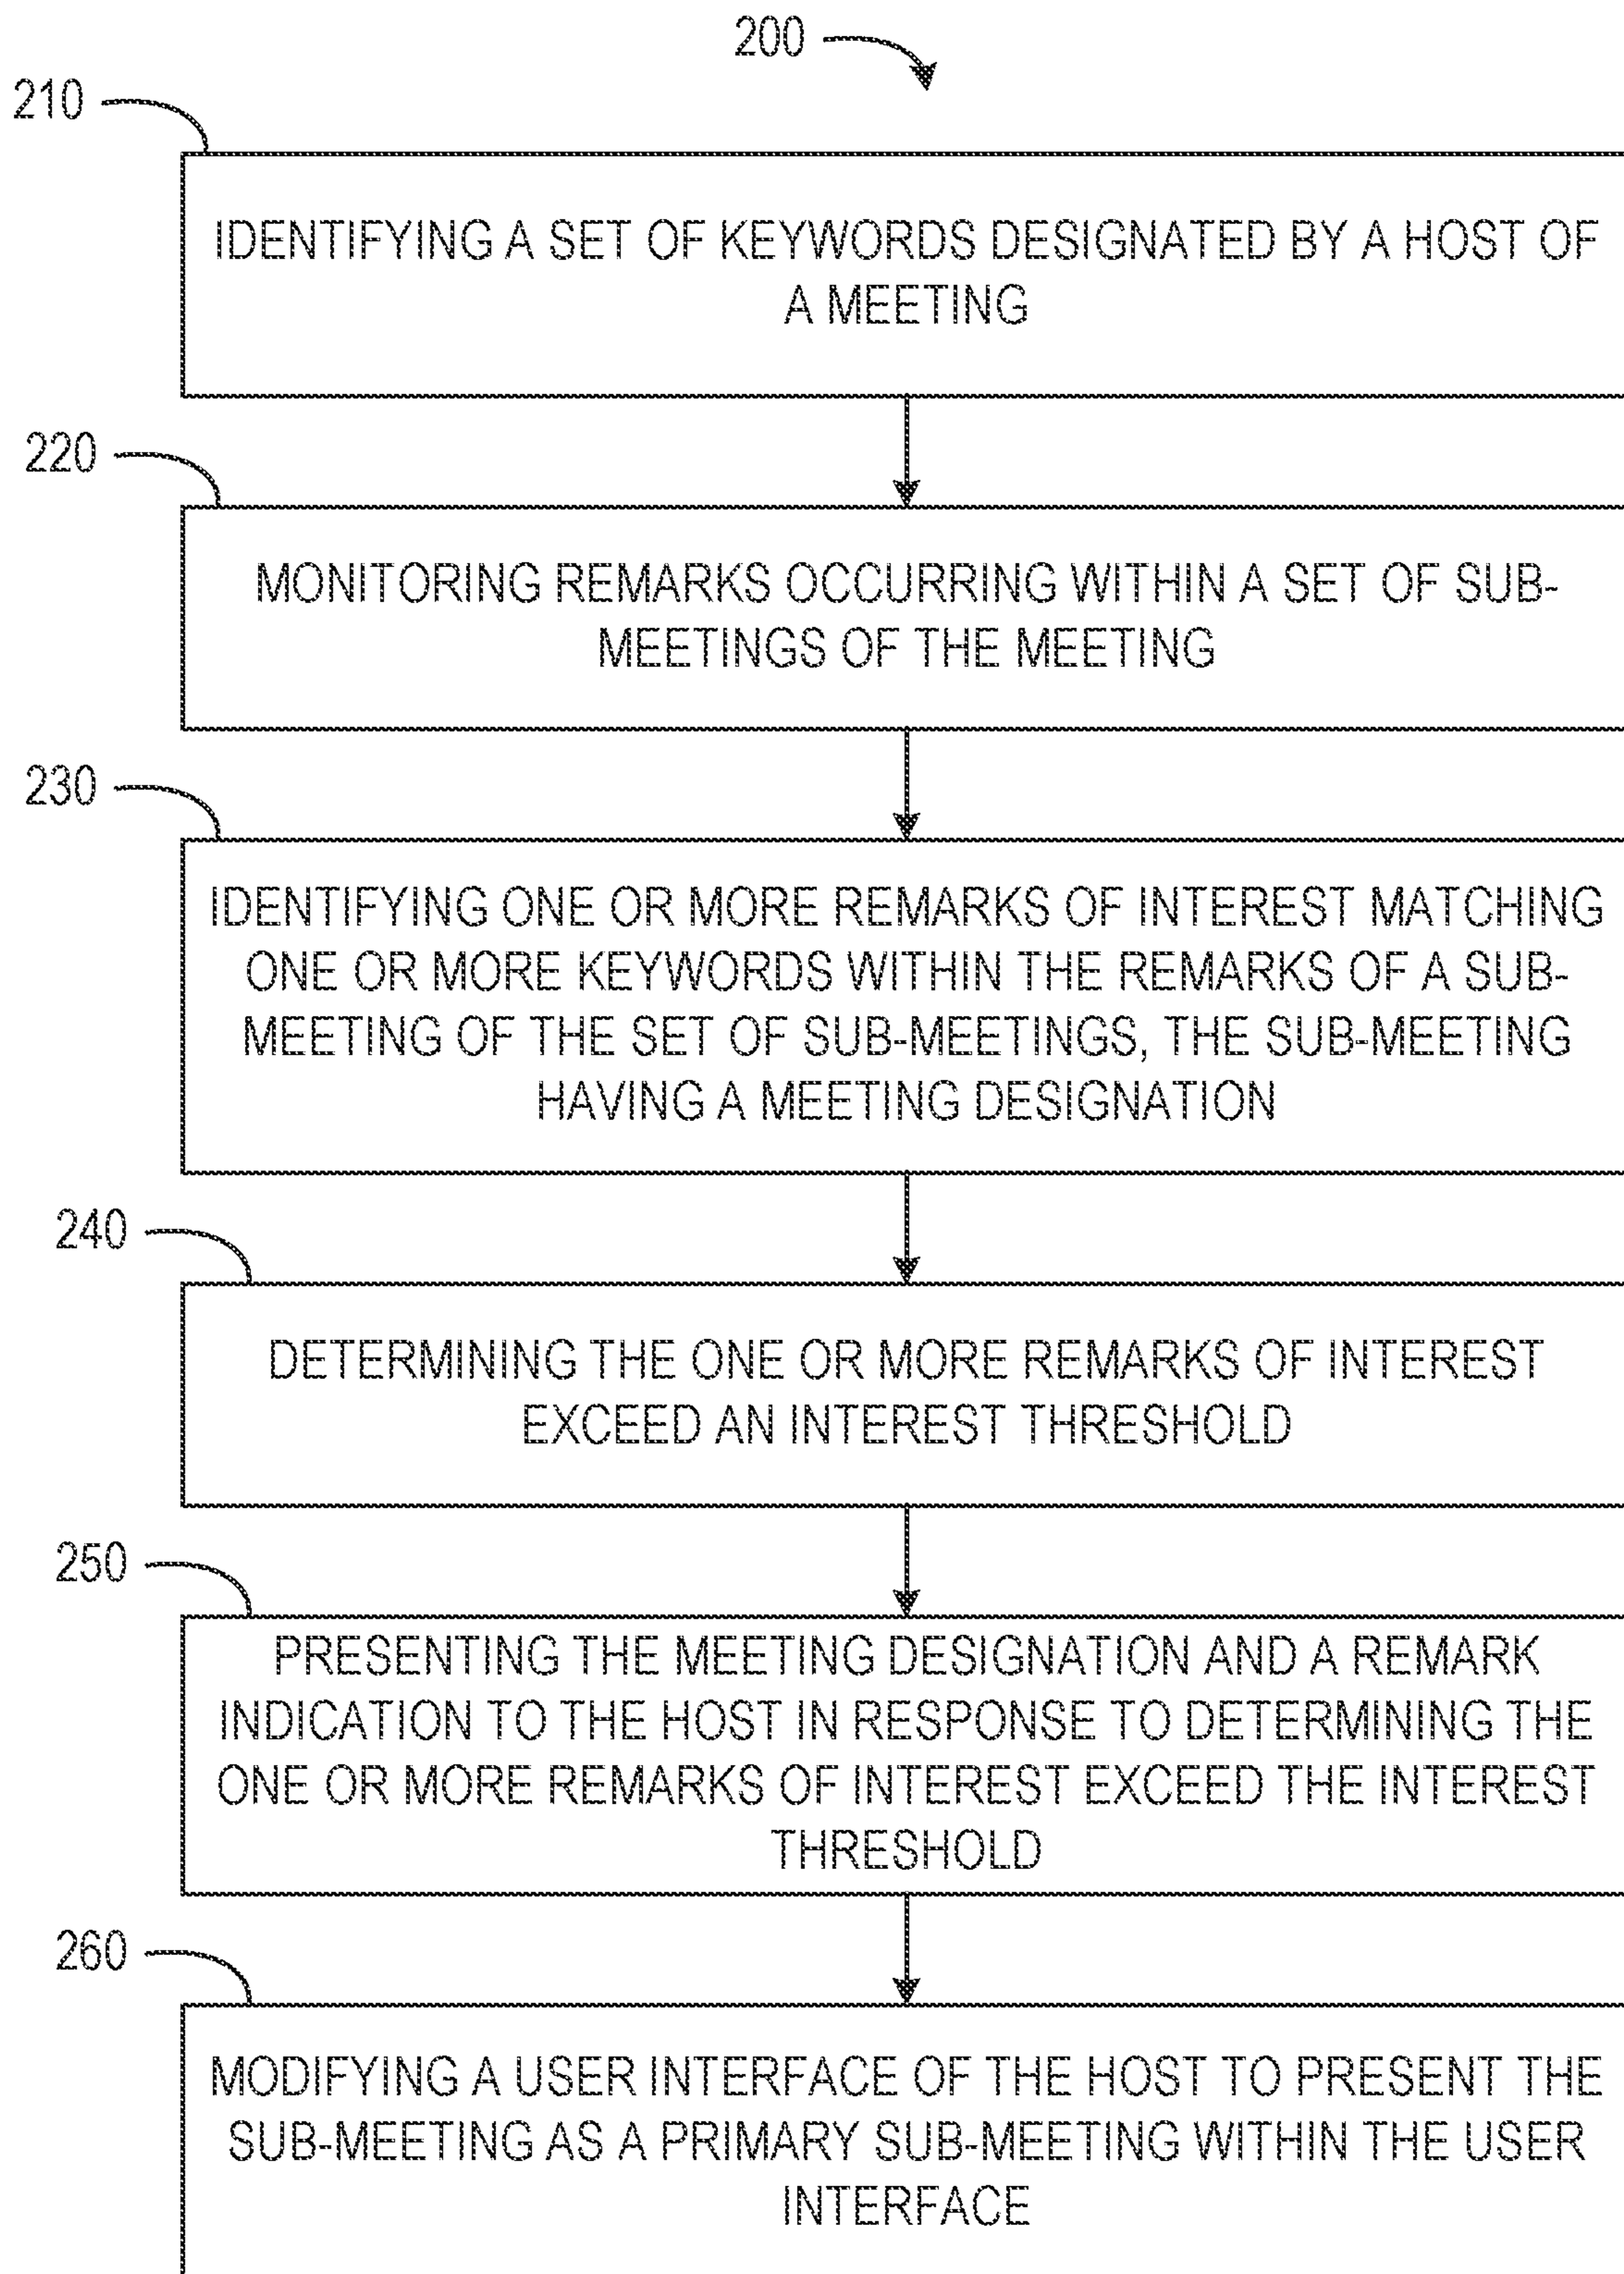 200
210
IDENTIFYING A SET OF KEYWORDS DESIGNATED BY A HOST OF
A MEETING
220
MONITORING REMARKS OCCURRING WITHIN A SET OF SUB-
MEETINGS OF THE MEETING
230
IDENTIFYING ONE OR MORE REMARKS OF INTEREST MATCHING
ONE OR MORE KEYWORDS WITHIN THE REMARKS OF A SUB-
MEETING OF THE SET OF SUB-MEETINGS, THE SUB-MEETING
HAVING A MEETING DESIGNATION
240
DETERMINING THE ONE OR MORE REMARKS OF INTEREST
EXCEED AN INTEREST THRESHOLD
250
PRESENTING THE MEETING DESIGNATION AND A REMARK
INDICATION TO THE HOST IN RESPONSE TO DETERMINING THE
ONE OR MORE REMARKS OF INTEREST EXCEED THE INTEREST
THRESHOLD
260
MODIFYING A USER INTERFACE OF THE HOST TO PRESENT THE
SUB-MEETING AS A PRIMARY SUB-MEETING WITHIN THE USER
INTERFACE